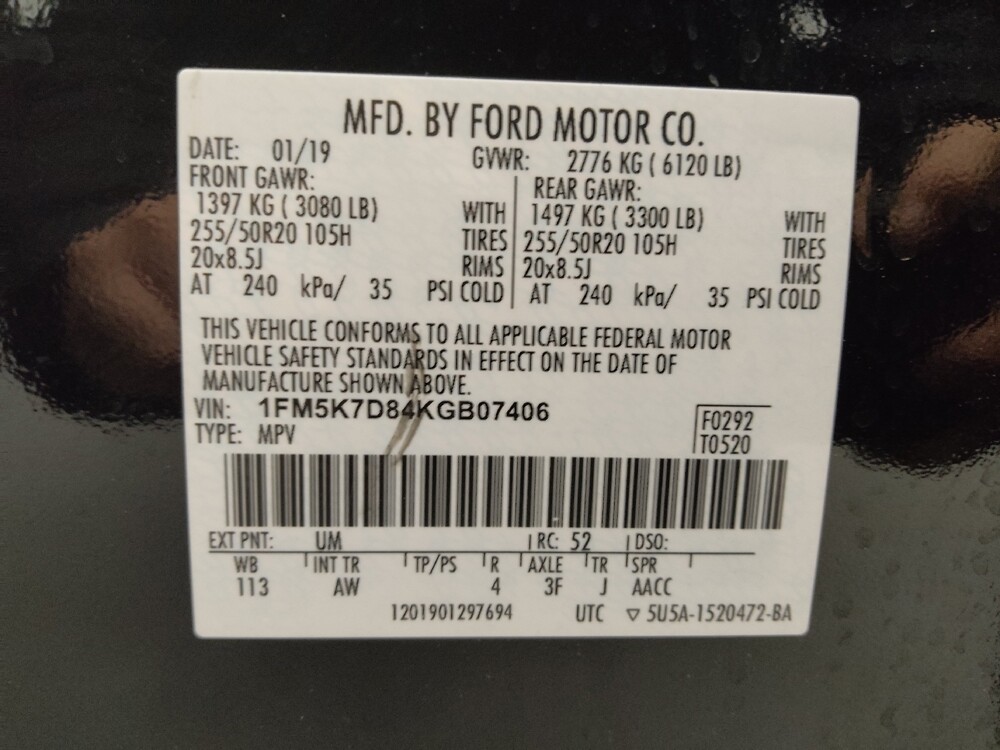 MFD. BY FORD MOTOR CO.
DATE: 01/19 GVWR: 2776 KG ( 6120 LB)
FRONT GAWR: REAR GAWR:
1397 KG ( 3080 LB) WITH 1497 KG ( 3300 LB) WITH
255/50R20 105H TIRES 255/50R20 105H TIRES
20x8.5J RIMS 20x8.5J RIMS
AT 240 kPa/ 35 PSI COLD AT 240 kPa/ 35 PSI COLD
THIS VEHICLE CONFORMS TO ALL APPLICABLE FEDERAL MOTOR
VEHICLE SAFETY STANDARDS IN EFFECT ON THE DATE OF
MANUFACTURE SHOWN ABOVE.
VIN: 1FM5K7D84KGB07406
TYPE: MPV
F0292
T0520
EXT PNT: UM RC: 52 DSO:
WB INT TR TP/PS R AXLE TR SPR
113 AW 4 3F J AACC
1201901297694 UTC ▽ 5U5A-1520472-BA